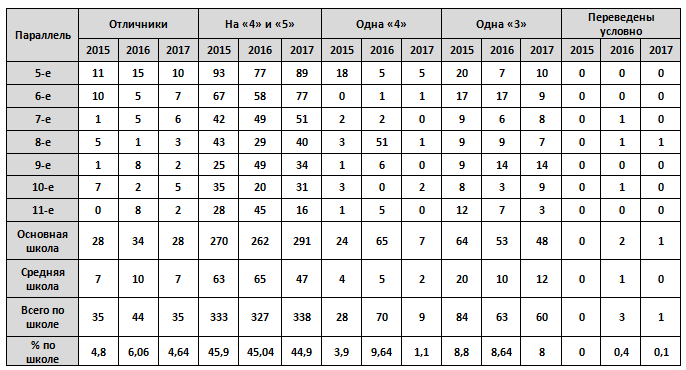 Параллель Отличники На «4» и «5» Одна «4» Одна «3» Переведены условно
2015 2016 2017 2015 2016 2017 2015 2016 2017 2015 2016 2017 2015 2016 2017
5-е 11 15 10 93 77 89 18 5 5 20 7 10 0 0 0
6-е 10 5 7 67 58 77 0 1 1 17 17 9 0 0 0
7-е 1 5 6 42 49 51 2 2 0 9 6 8 0 1 0
8-е 5 1 3 43 29 40 3 51 1 9 9 7 0 1 1
9-е 1 8 2 25 49 34 1 6 0 9 14 14 0 0 0
10-е 7 2 5 35 20 31 3 0 2 8 3 9 0 1 0
11-е 0 8 2 28 45 16 1 5 0 12 7 3 0 0 0
Основная школа 28 34 28 270 262 291 24 65 7 64 53 48 0 2 1
Средняя школа 7 10 7 63 65 47 4 5 2 20 10 12 0 1 0
Всего по школе 35 44 35 333 327 338 28 70 9 84 63 60 0 3 1
% по школе 4,8 6,06 4,64 45,9 45,04 44,9 3,9 9,64 1,1 8,8 8,64 8 0 0,4 0,1